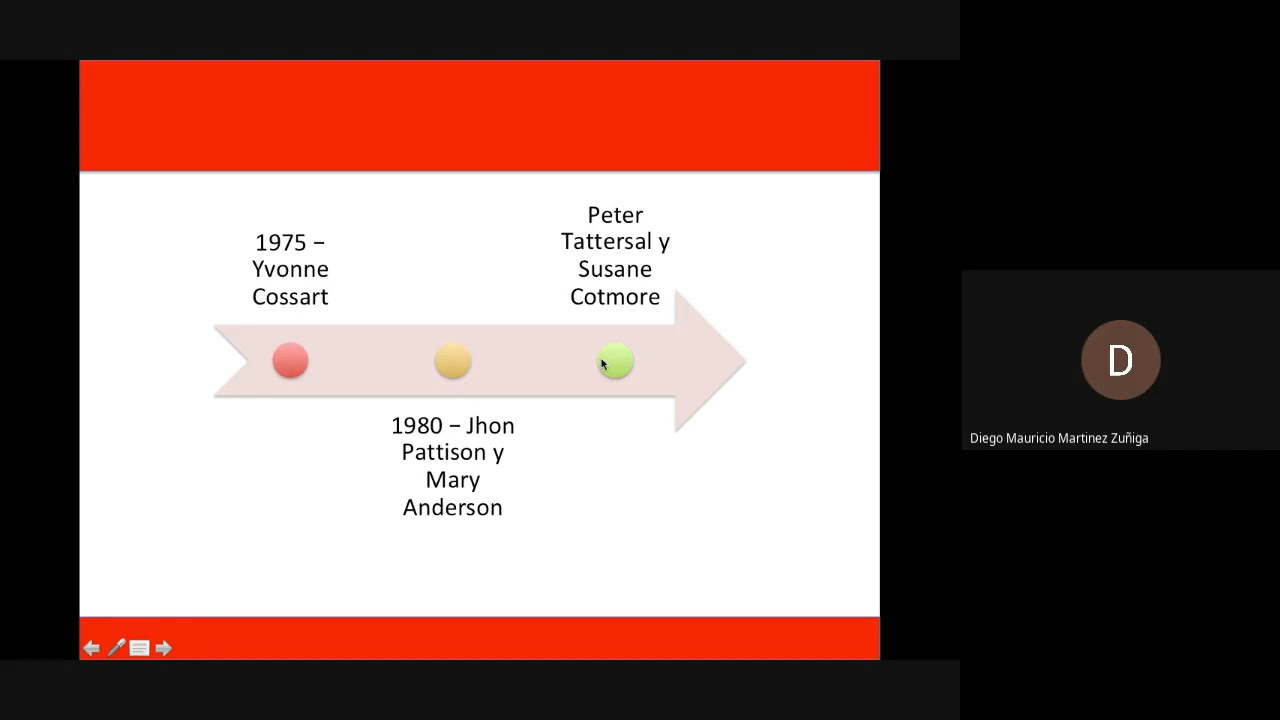 1975 –
Yvonne
Cossart
Peter
Tattersal y
Susane
Cotmore
1980 – Jhon
Pattison y
Mary
Anderson
D
Diego Mauricio Martinez Zuñiga